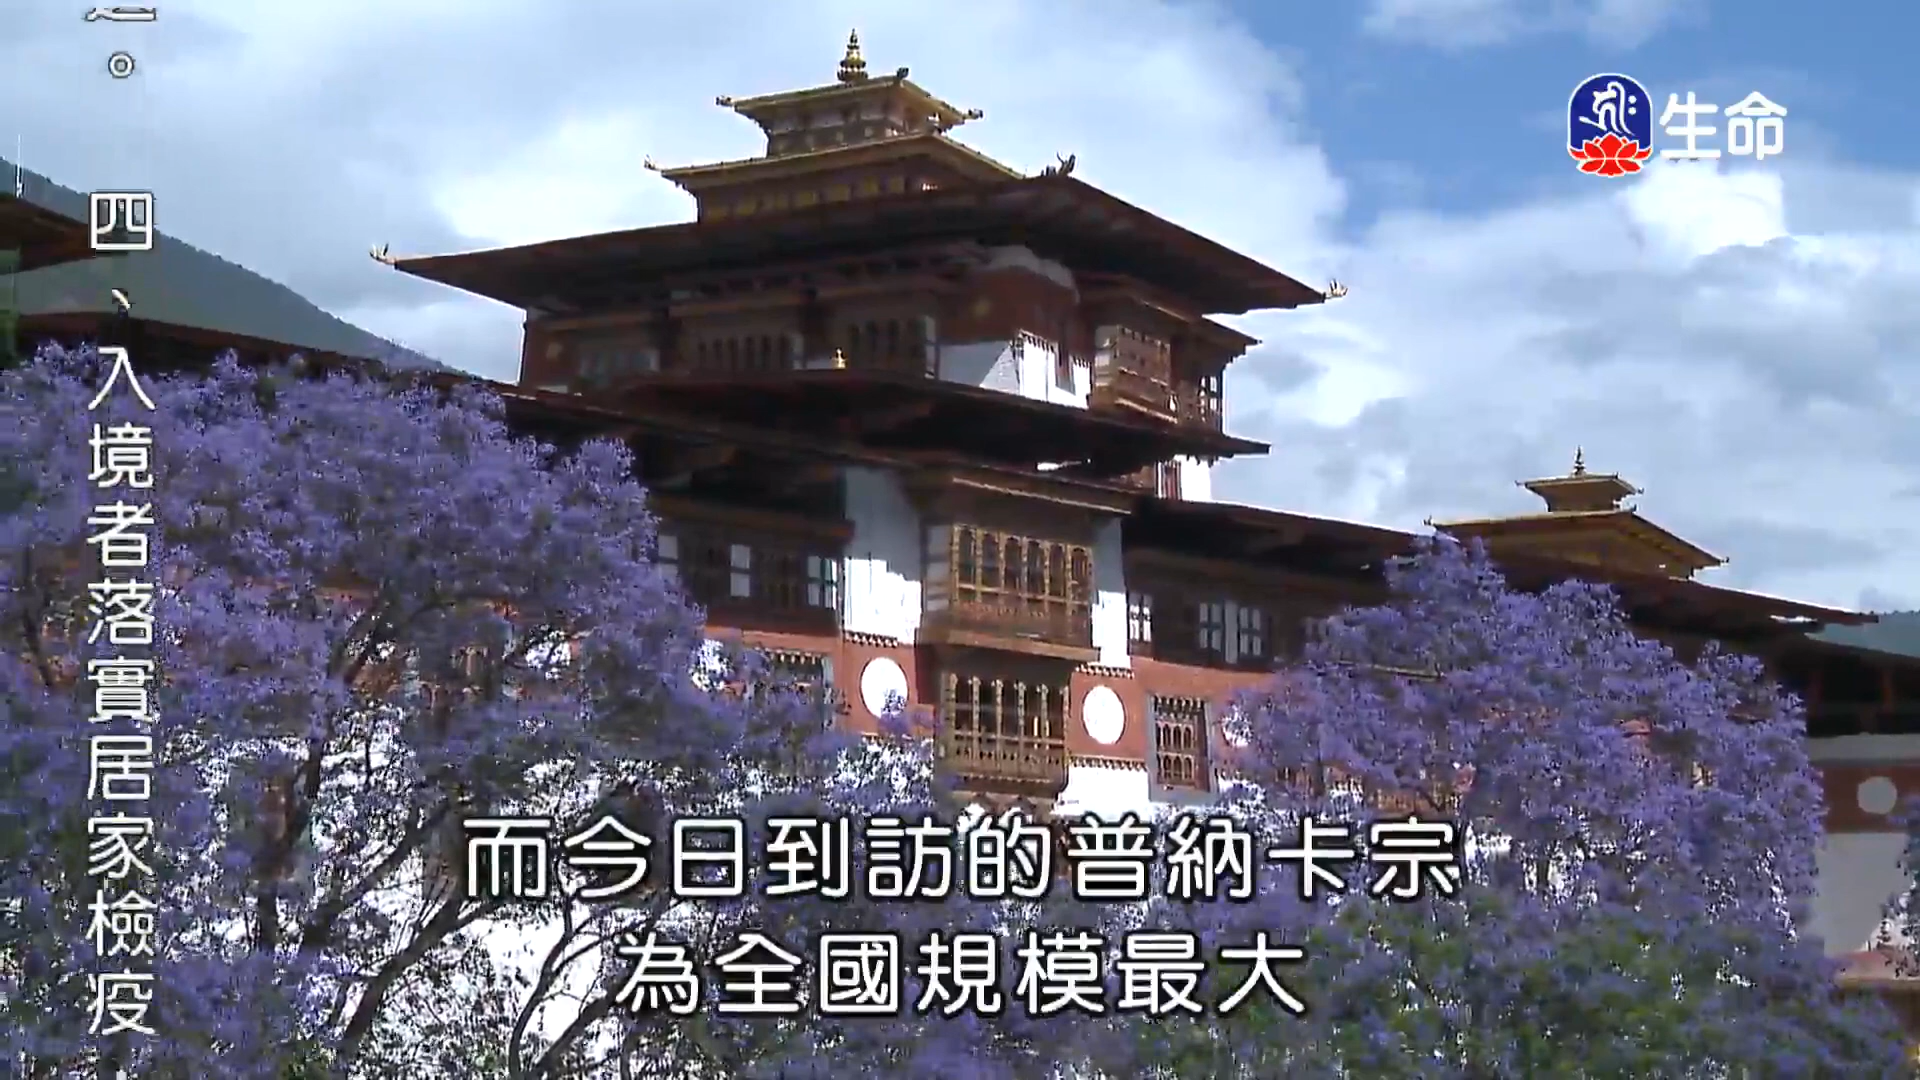 生命
四、入境者落實居家檢疫
而今日到訪的普納卡宗
為全國規模最大